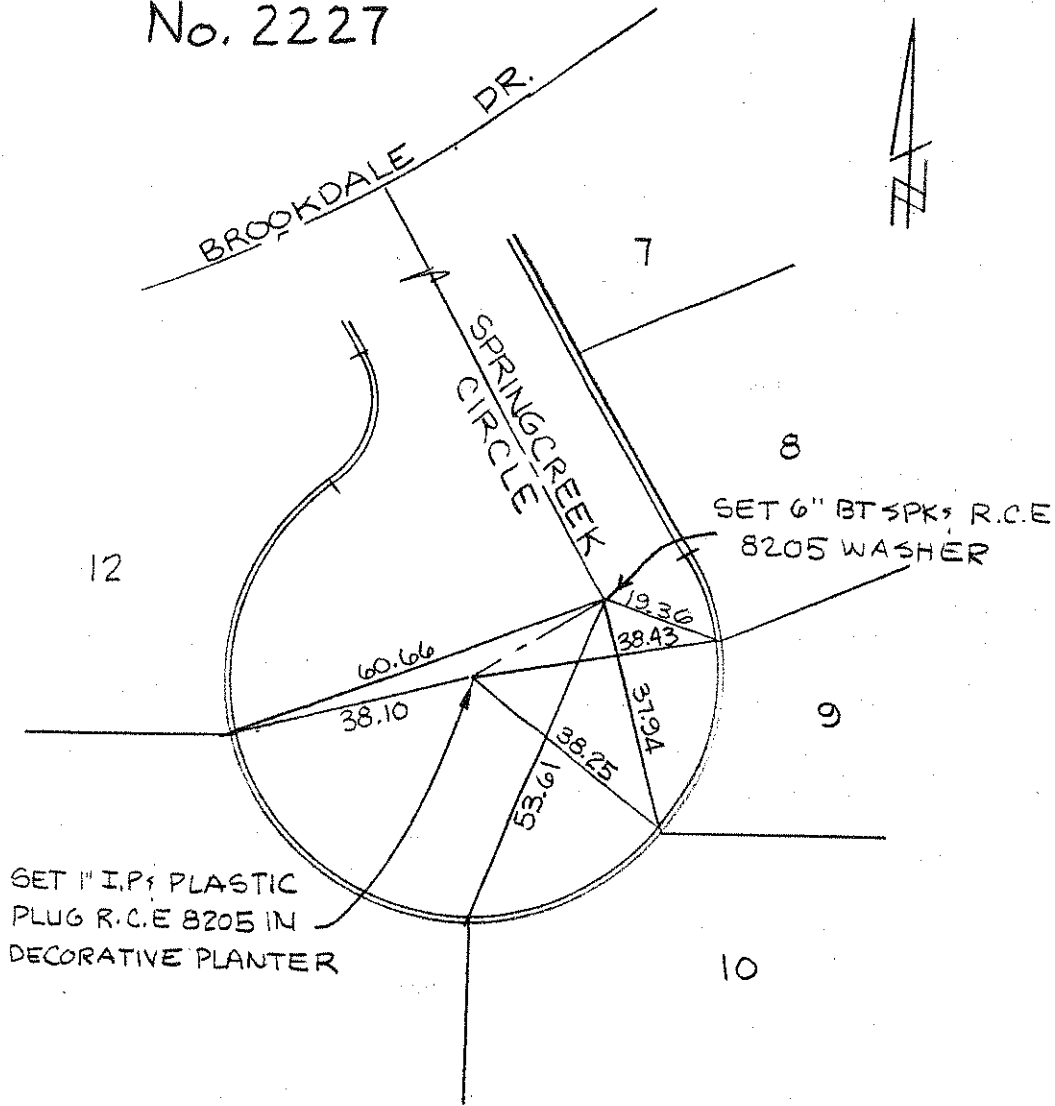 No. 2227
BROOKDALE DR.
7
SPRINGCREEK
CIRCLE
8
SET 6" BT SPK & R.C.E
8205 WASHER
12
19.36
38.43
60.66
38.10
37.94
9
38.25
53.61
SET 1" I.P & PLASTIC
PLUG R.C.E 8205 IN
DECORATIVE PLANTER
10
N